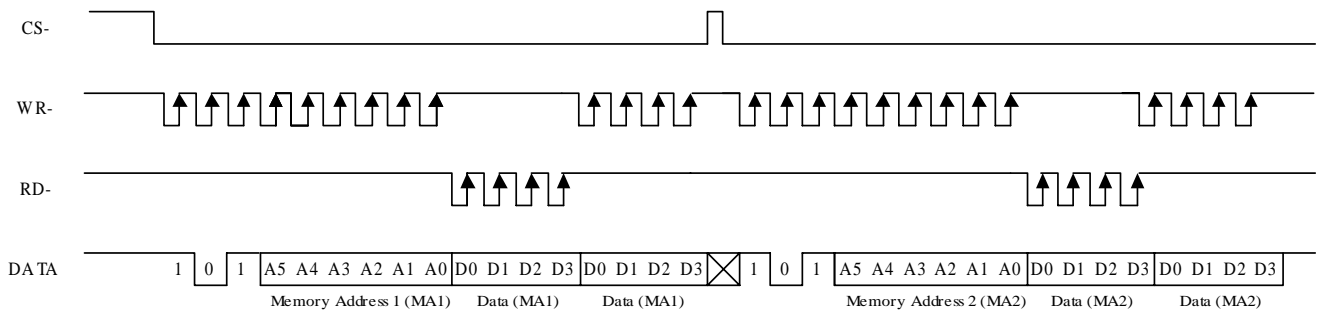 CS-
WR-
RD-
DATA 1 0 1 A5 A4 A3 A2 A1 A0 D0 D1 D2 D3 D0 D1 D2 D3 1 0 1 A5 A4 A3 A2 A1 A0 D0 D1 D2 D3 D0 D1 D2 D3
Memory Address 1 (MA1) Data (MA1) Data (MA1) Memory Address 2 (MA2) Data (MA2) Data (MA2)